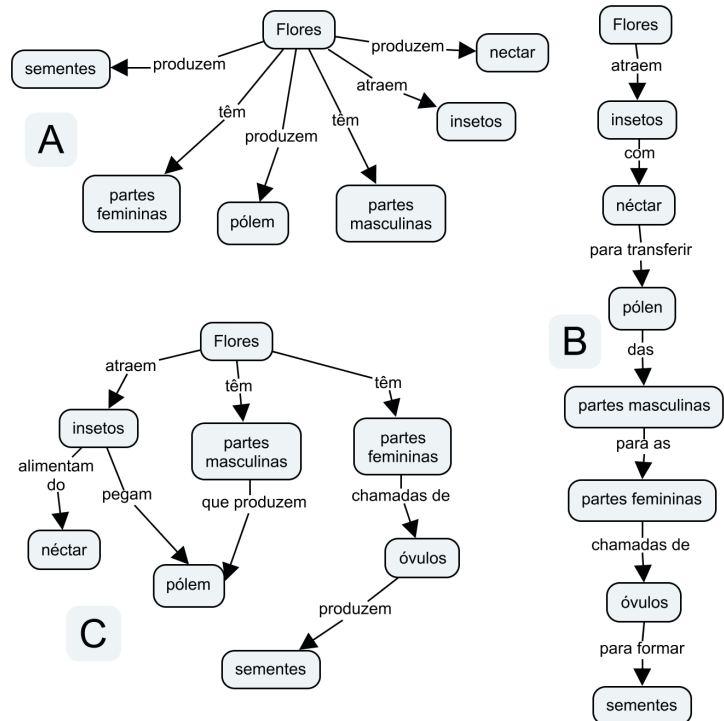 Flores
produzem
sementes
produzem
nectar
atraem
insetos
têm
produzem
têm
A
partes
femininas
pólem
partes
masculinas
Flores
atraem
insetos
com
néctar
para transferir
pólen
B
das
partes masculinas
para as
partes femininas
chamadas de
óvulos
para formar
sementes
Flores
atraem
têm
têm
insetos
partes
masculinas
partes
femininas
alimentam
do
pegam
que produzem
chamadas de
néctar
pólem
óvulos
C
produzem
sementes